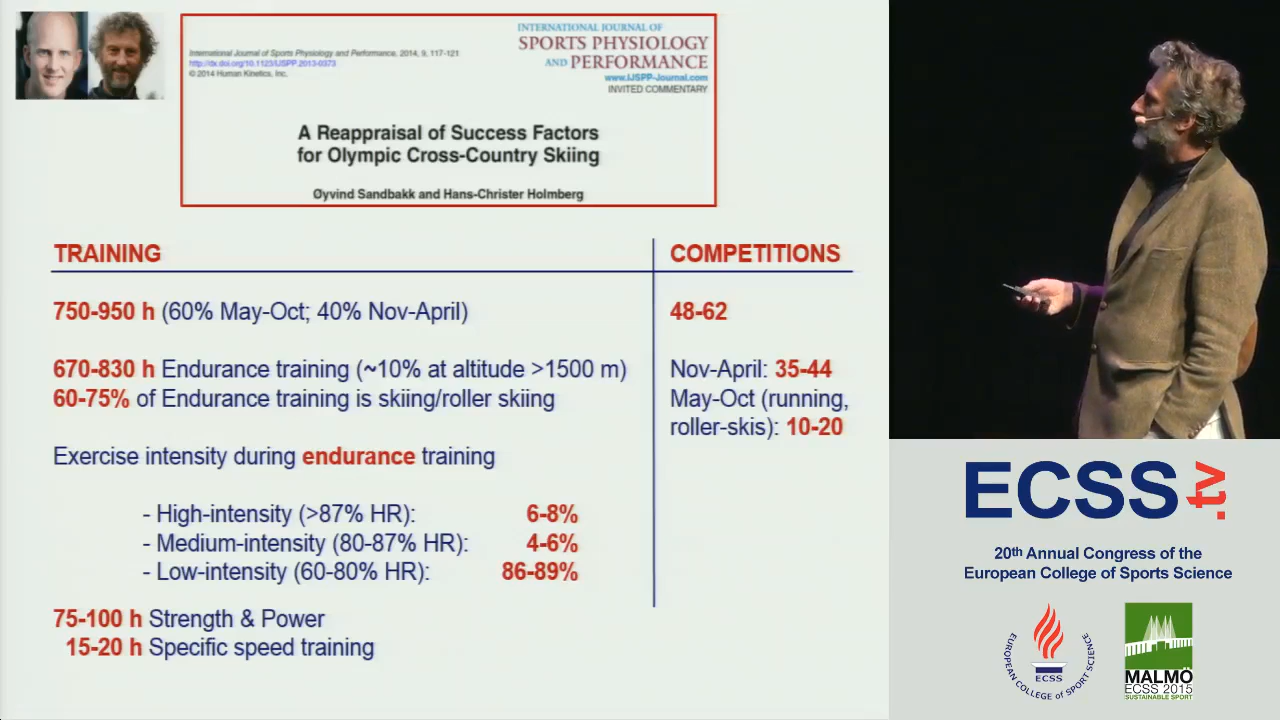 International Journal of Sports Physiology and Performance, 2014, 9, 117-121
http://dx.doi.org/10.1123/IJSPP.2013-0373
© 2014 Human Kinetics, Inc.
INTERNATIONAL JOURNAL OF
SPORTS PHYSIOLOGY
AND PERFORMANCE
www.IJSPP-Journal.com
INVITED COMMENTARY
A Reappraisal of Success Factors
for Olympic Cross-Country Skiing
Øyvind Sandbakk and Hans-Christer Holmberg
TRAINING
750-950 h (60% May-Oct; 40% Nov-April)
670-830 h Endurance training (~10% at altitude >1500 m)
60-75% of Endurance training is skiing/roller skiing
Exercise intensity during endurance training
- High-intensity (>87% HR): 6-8%
- Medium-intensity (80-87% HR): 4-6%
- Low-intensity (60-80% HR): 86-89%
75-100 h Strength & Power
15-20 h Specific speed training
COMPETITIONS
48-62
Nov-April: 35-44
May-Oct (running,
roller-skis): 10-20
ECSS.tv
20th Annual Congress of the
European College of Sports Science
EUROPEAN COLLEGE OF SPORT SCIENCE
ECSS
MALMÖ
ECSS 2015
SUSTAINABLE SPORT